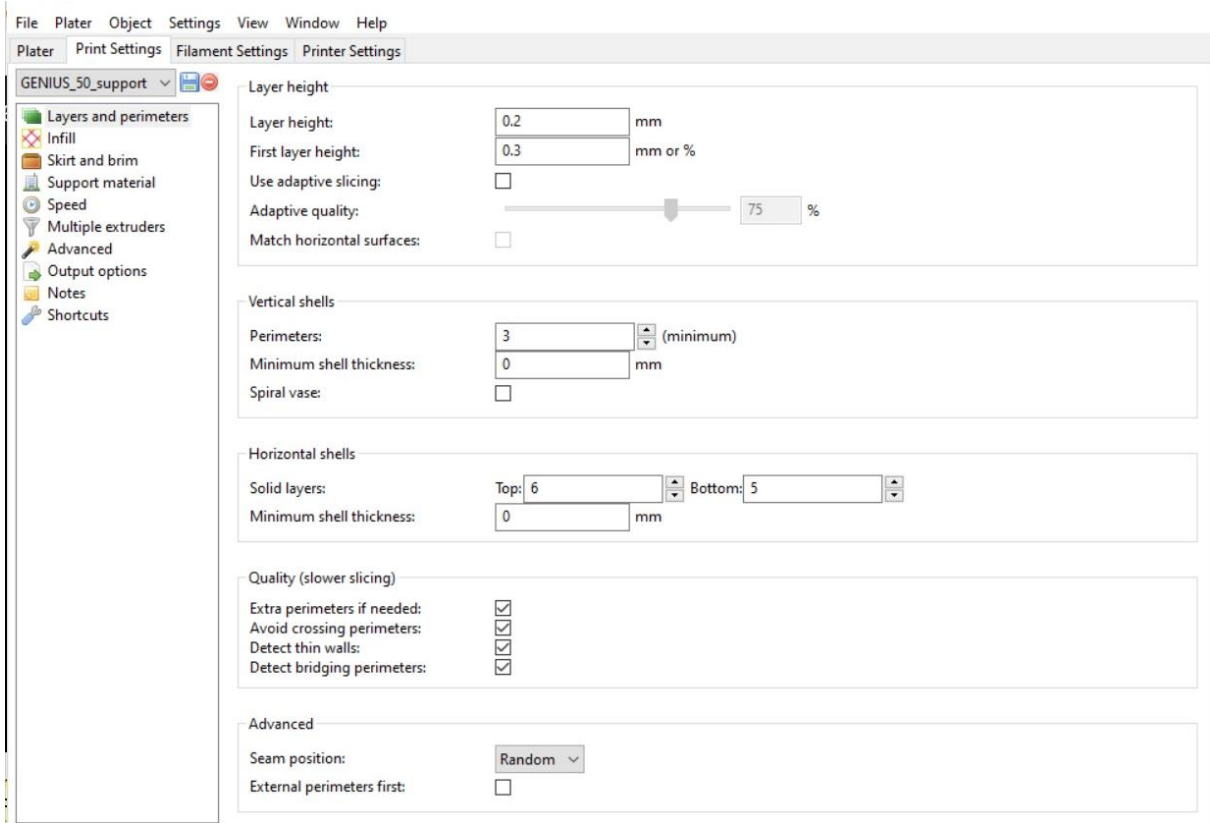 File Plater Object Settings View Window Help
Plater Print Settings Filament Settings Printer Settings
GENIUS_50_support
Layers and perimeters
Infill
Skirt and brim
Support material
Speed
Multiple extruders
Advanced
Output options
Notes
Shortcuts
Layer height
Layer height: 0.2 mm
First layer height: 0.3 mm or %
Use adaptive slicing:
Adaptive quality: 75 %
Match horizontal surfaces:
Vertical shells
Perimeters: 3 (minimum)
Minimum shell thickness: 0 mm
Spiral vase:
Horizontal shells
Solid layers: Top: 6 Bottom: 5
Minimum shell thickness: 0 mm
Quality (slower slicing)
Extra perimeters if needed:
Avoid crossing perimeters:
Detect thin walls:
Detect bridging perimeters:
Advanced
Seam position: Random
External perimeters first: